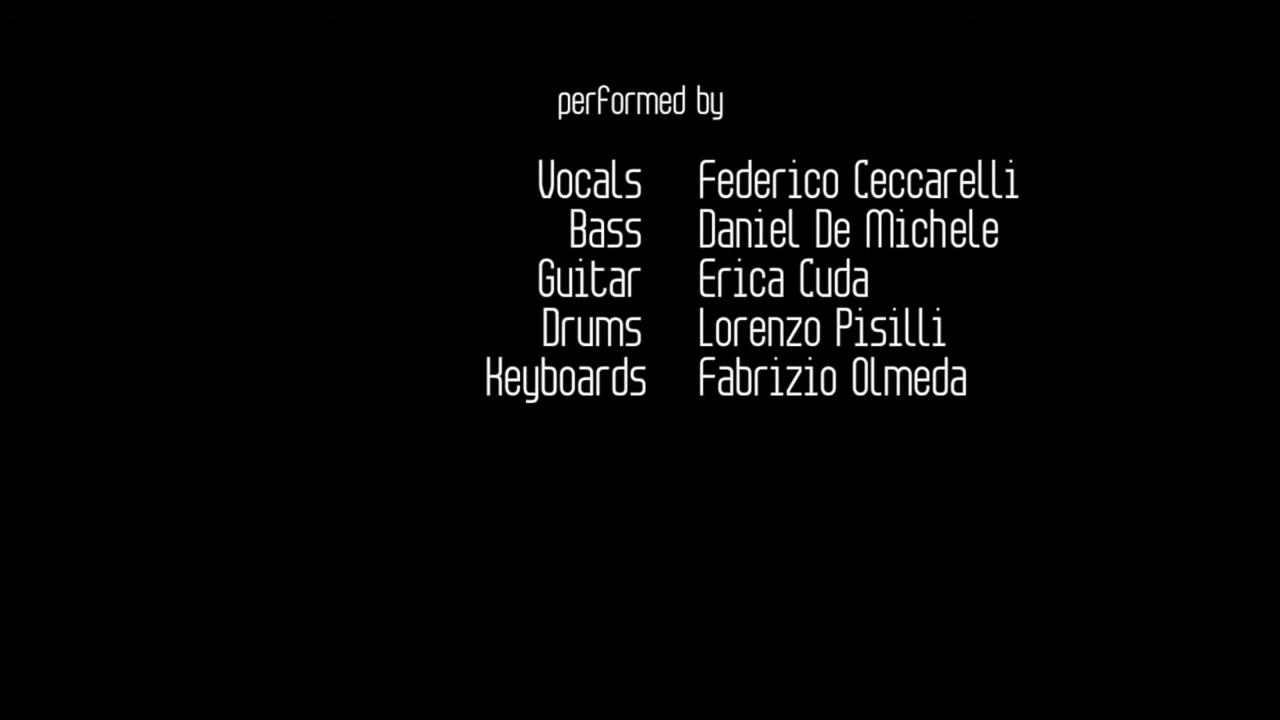 performed by
Vocals Federico Ceccarelli
Bass Daniel De Michele
Guitar Erica Cuda
Drums Lorenzo Pisilli
Keyboards Fabrizio Olmeda